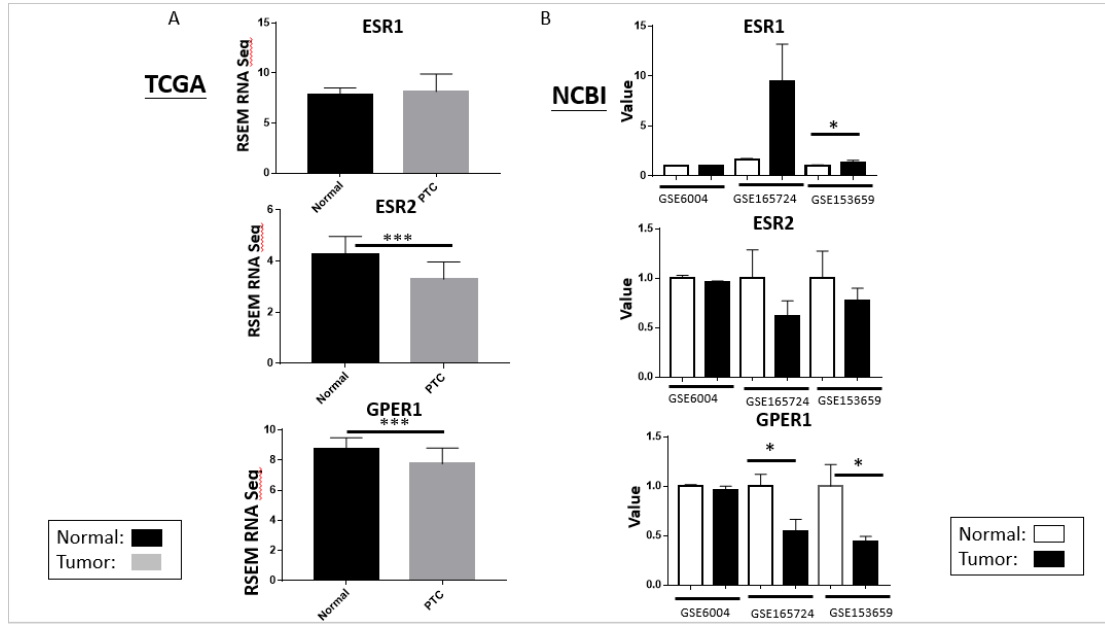 A
TCGA
ESR1
RSEM RNA Seq
15
10
5
0
Normal
PTC
ESR2
RSEM RNA Seq
6
4
2
0
***
Normal
PTC
GPER1
RSEM RNA Seq
10
8
6
4
2
0
***
Normal
PTC
Normal:
Tumor:
B
NCBI
ESR1
Value
15
10
5
0
*
GSE6004
GSE165724
GSE153659
ESR2
Value
1.5
1.0
0.5
0.0
GSE6004
GSE165724
GSE153659
GPER1
Value
1.5
1.0
0.5
0.0
*
*
GSE6004
GSE165724
GSE153659
Normal:
Tumor: